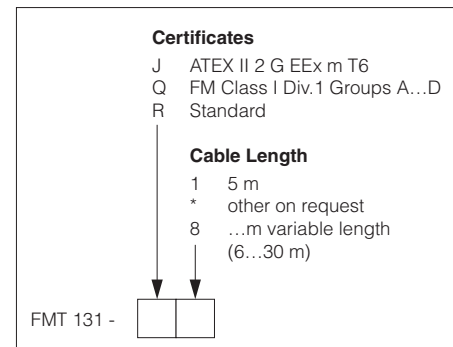 Certificates
J ATEX II 2 G EEx m T6
Q FM Class I Div.1 Groups A…D
R Standard
Cable Length
1 5 m
* other on request
8 …m variable length
(6…30 m)
FMT 131 -